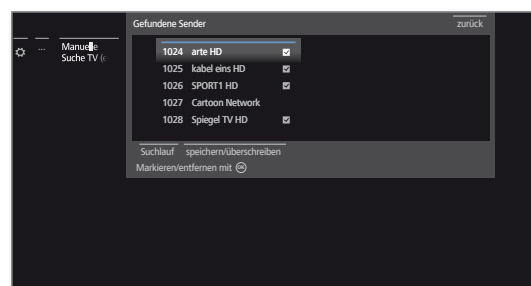 Gefundene Sender zurück
... Manuelle
Suche TV (e
1024 arte HD
1025 kabel eins HD
1026 SPORT1 HD
1027 Cartoon Network
1028 Spiegel TV HD
Suchlauf speichern/überschreiben
Markieren/entfernen mit OK